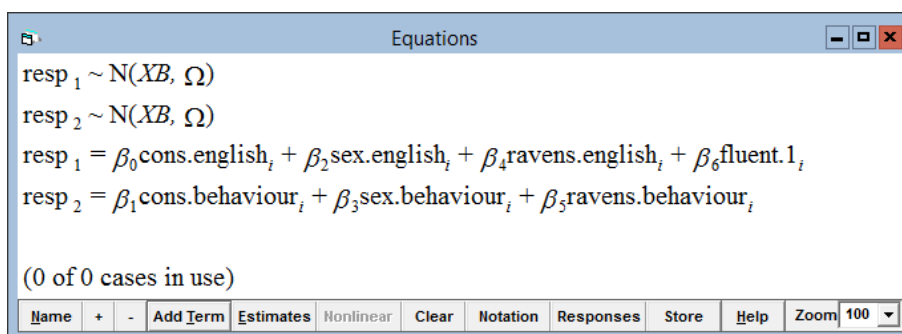 Equations
resp 1 ~ N(XB, Ω)
resp 2 ~ N(XB, Ω)
resp 1 = β0cons.englishi + β2sex.englishi + β4ravens.englishi + β6fluent.1i
resp 2 = β1cons.behaviouri + β3sex.behaviouri + β5ravens.behaviouri
(0 of 0 cases in use)
Name + - Add Term Estimates Nonlinear Clear Notation Responses Store Help Zoom 100